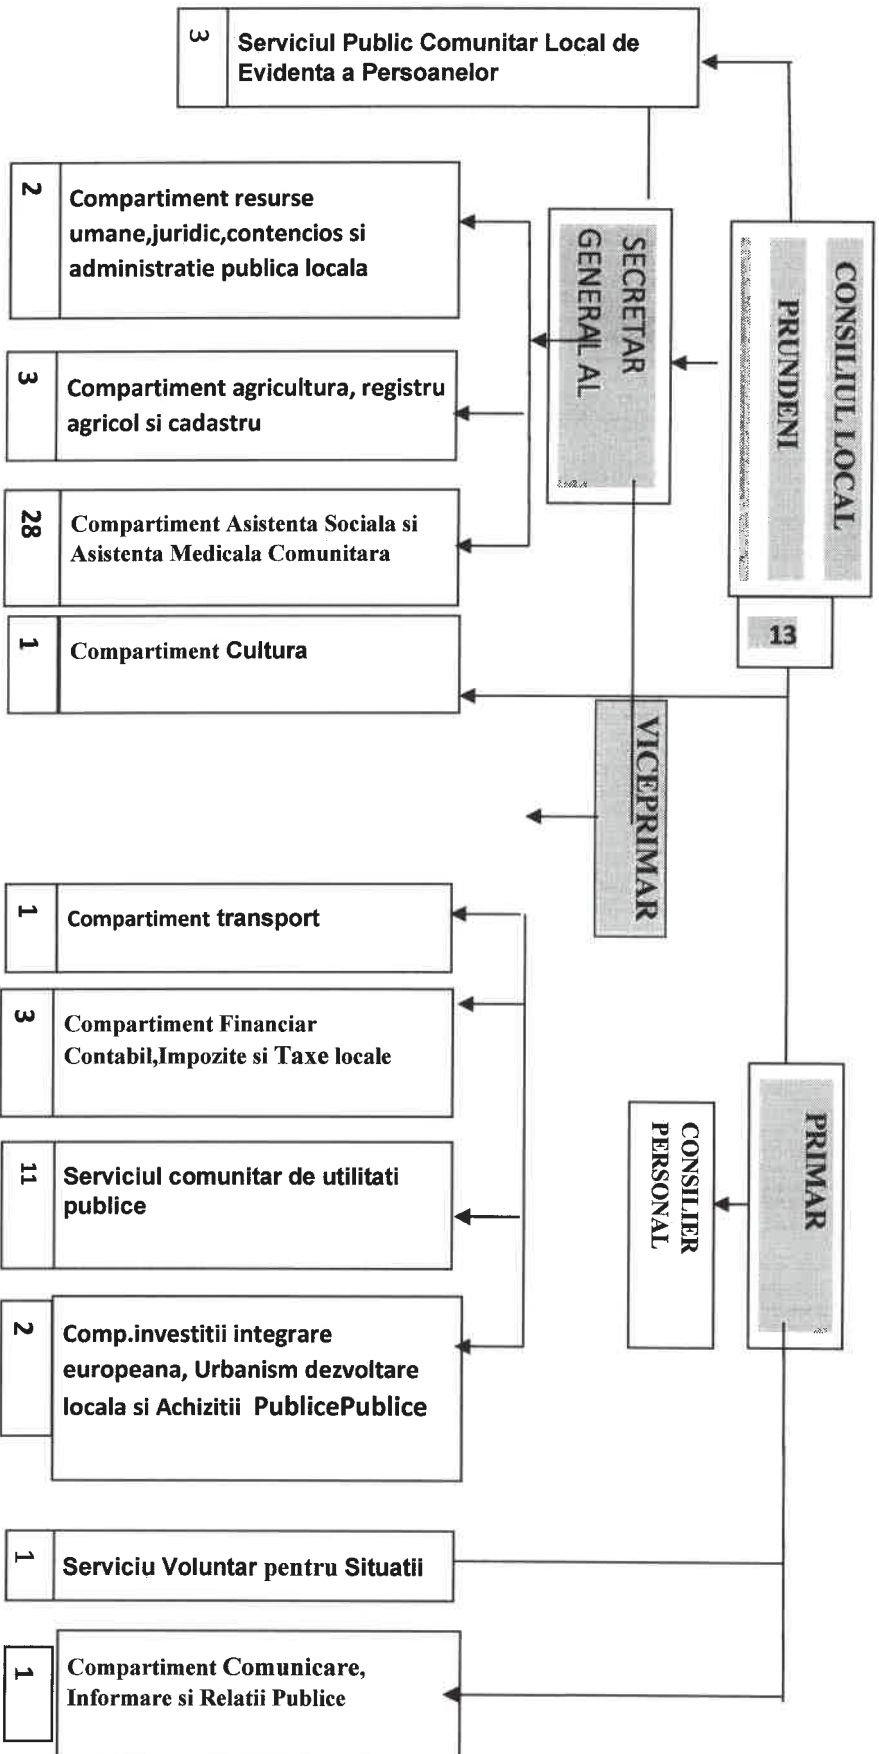 3
Serviciul Public Comunitar Local de
Evidenta a Persoanelor
CONSILIUL LOCAL
PRUNDENI
13
SECRETAR
GENERAL AL
2
Compartiment resurse
umane,juridic,contencios si
administratie publica locala
3
Compartiment agricultura, registru
agricol si cadastru
28
Compartiment Asistenta Sociala si
Asistenta Medicala Comunitara
1
Compartiment Cultura
VICEPRIMAR
1
Compartiment transport
3
Compartiment Financiar
Contabil,Impozite si Taxe locale
PRIMAR
CONSILIER
PERSONAL
11
Serviciul comunitar de utilitati
publice
2
Comp.investitii integrare
europeana, Urbanism dezvoltare
locala si Achizitii PublicePublice
1
Serviciu Voluntar pentru Situatii
1
Compartiment Comunicare,
Informare si Relatii Publice